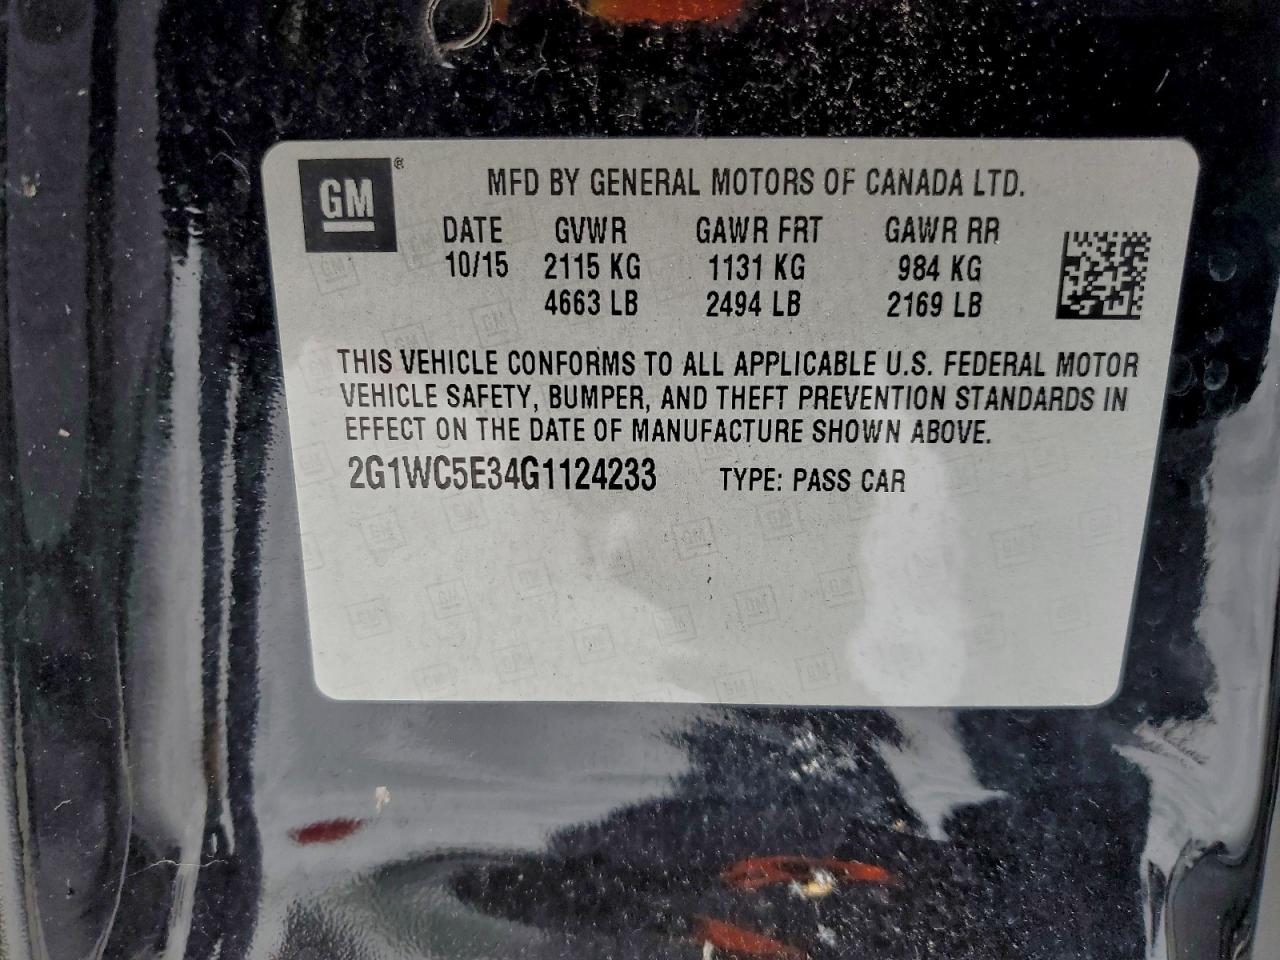 GM ®
MFD BY GENERAL MOTORS OF CANADA LTD.
DATE GVWR GAWR FRT GAWR RR
10/15 2115 KG 1131 KG 984 KG
4663 LB 2494 LB 2169 LB
THIS VEHICLE CONFORMS TO ALL APPLICABLE U.S. FEDERAL MOTOR
VEHICLE SAFETY, BUMPER, AND THEFT PREVENTION STANDARDS IN
EFFECT ON THE DATE OF MANUFACTURE SHOWN ABOVE.
2G1WC5E34G1124233 TYPE: PASS CAR